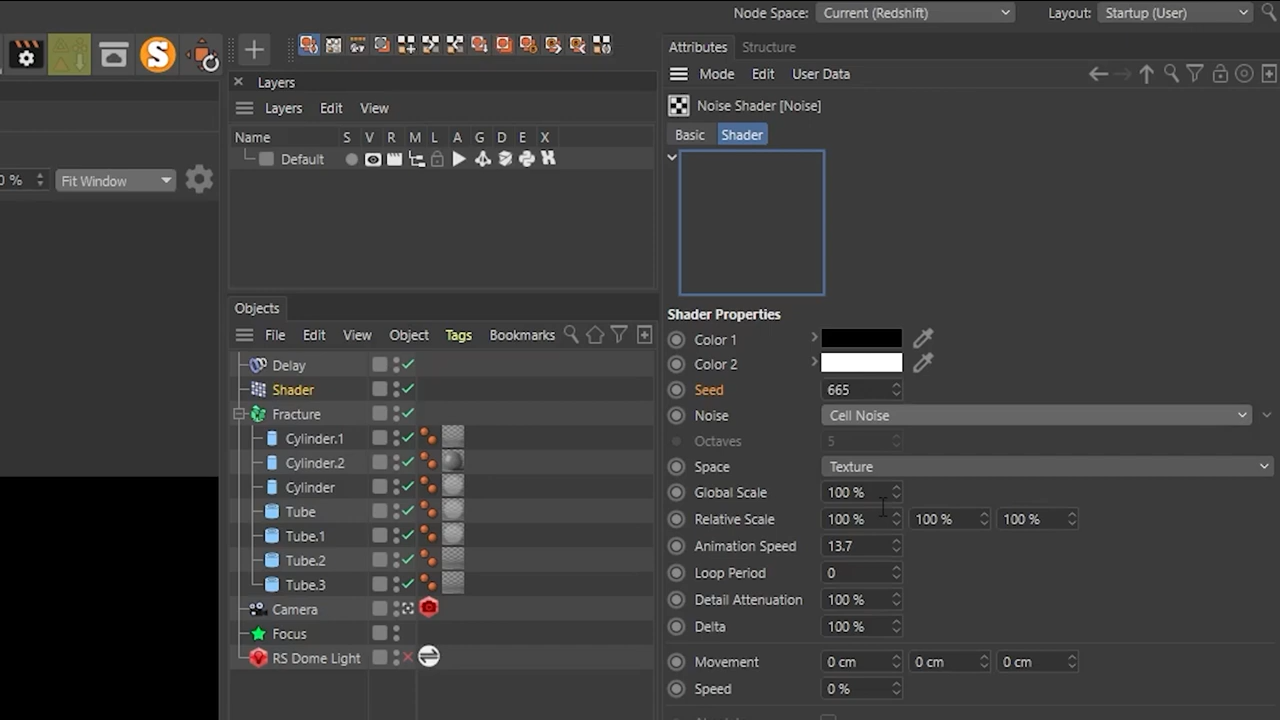 Node Space: Current (Redshift) Layout: Startup (User)
Attributes Structure
Layers
Mode Edit User Data
Layers Edit View
Noise Shader [Noise]
Name S V R M L A G D E X
Basic Shader
Default
0 % Fit Window
Objects
Shader Properties
File Edit View Object Tags Bookmarks
Color 1
Delay
Color 2
Shader
Seed 665
Fracture
Noise Cell Noise
Cylinder.1
Octaves 5
Cylinder.2
Space Texture
Cylinder
Global Scale 100 %
Tube
Relative Scale 100 % 100 % 100 %
Tube.1
Animation Speed 13.7
Tube.2
Loop Period 0
Tube.3
Detail Attenuation 100 %
Camera
Delta 100 %
Focus
RS Dome Light
Movement 0 cm 0 cm 0 cm
Speed 0 %